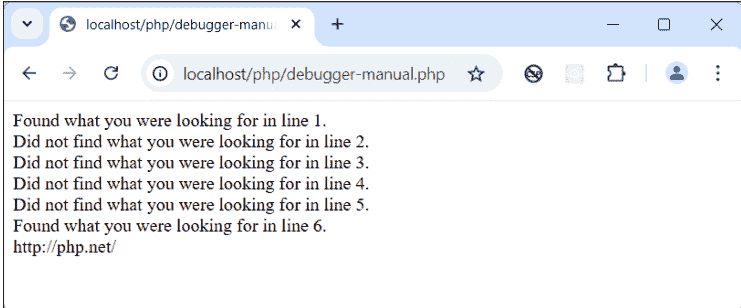 localhost/php/debugger-manu
localhost/php/debugger-manual.php
Found what you were looking for in line 1.
Did not find what you were looking for in line 2.
Did not find what you were looking for in line 3.
Did not find what you were looking for in line 4.
Did not find what you were looking for in line 5.
Found what you were looking for in line 6.
http://php.net/